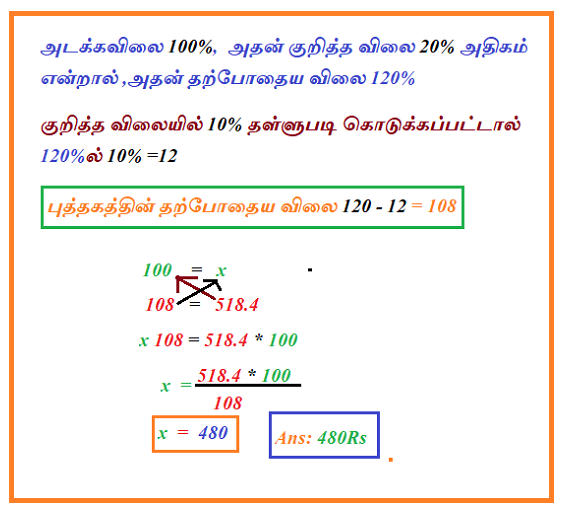 அடக்கவிலை 100%, அதன் குறித்த விலை 20% அதிகம்
என்றால் ,அதன் தற்போதைய விலை 120%
குறித்த விலையில் 10% தள்ளுபடி கொடுக்கப்பட்டால்
120%ல் 10% =12
புத்தகத்தின் தற்போதைய விலை 120 - 12 = 108
100 = x
108 = 518.4
x 108 = 518.4 * 100
x = 518.4 * 100
108
x = 480
Ans: 480Rs